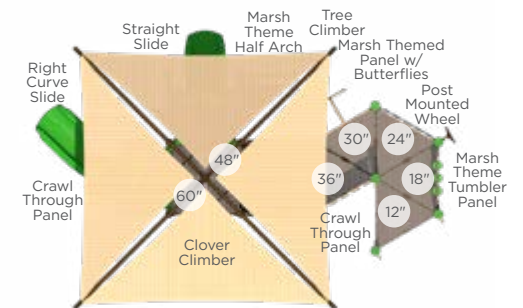 Straight
Slide
Marsh
Theme
Half Arch
Tree
Climber
Marsh Themed
Panel w/
Butterflies
Right
Curve
Slide
Post
Mounted
Wheel
30"
24"
48"
Marsh
Theme
Tumbler
Panel
36"
18"
Crawl
Through
Panel
60"
12"
Crawl
Through
Panel
Clover
Climber